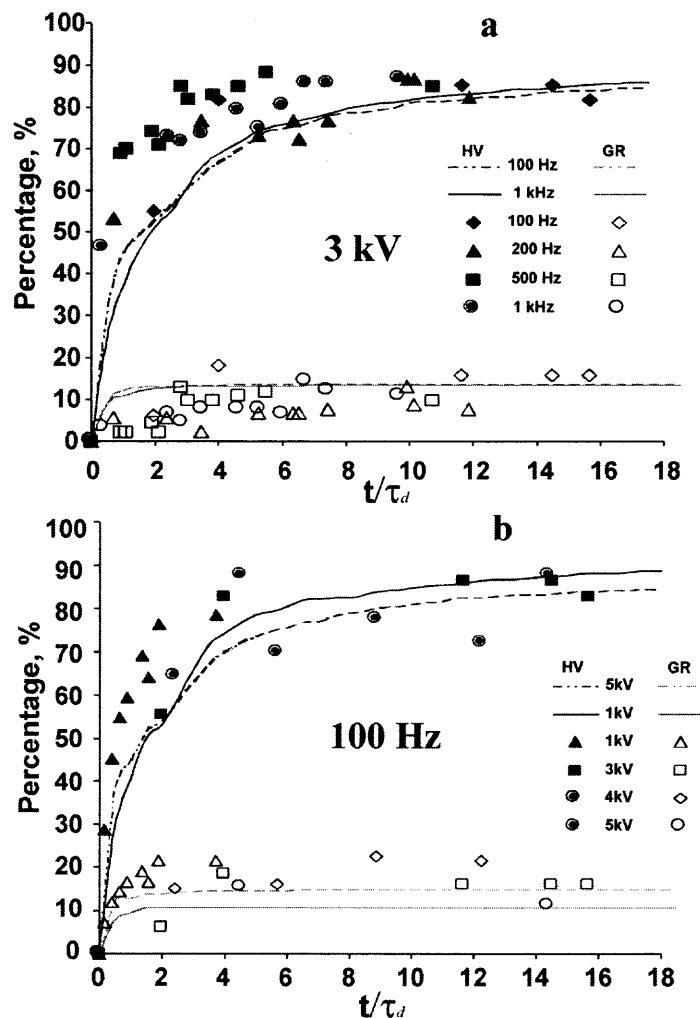 a
100
90
80
70
60
50
40
30
20
10
0
Percentage, %
HV GR
100 Hz
1 kHz
100 Hz
200 Hz
500 Hz
1 kHz
3 kV
0 2 4 6 8 10 12 14 16 18
t/τd
b
100
90
80
70
60
50
40
30
20
10
0
Percentage, %
HV GR
5kV
1kV
1kV
3kV
4kV
5kV
100 Hz
0 2 4 6 8 10 12 14 16 18
t/τd